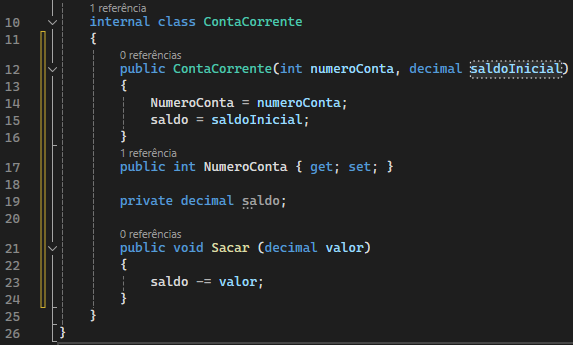 1 referência
10 internal class ContaCorrente
11 {
0 referências
12 public ContaCorrente(int numeroConta, decimal saldoInicial)
13 {
14 NumeroConta = numeroConta;
15 saldo = saldoInicial;
16 }
1 referência
17 public int NumeroConta { get; set; }
18
19 private decimal saldo;
20
0 referências
21 public void Sacar (decimal valor)
22 {
23 saldo -= valor;
24 }
25 }
26 }